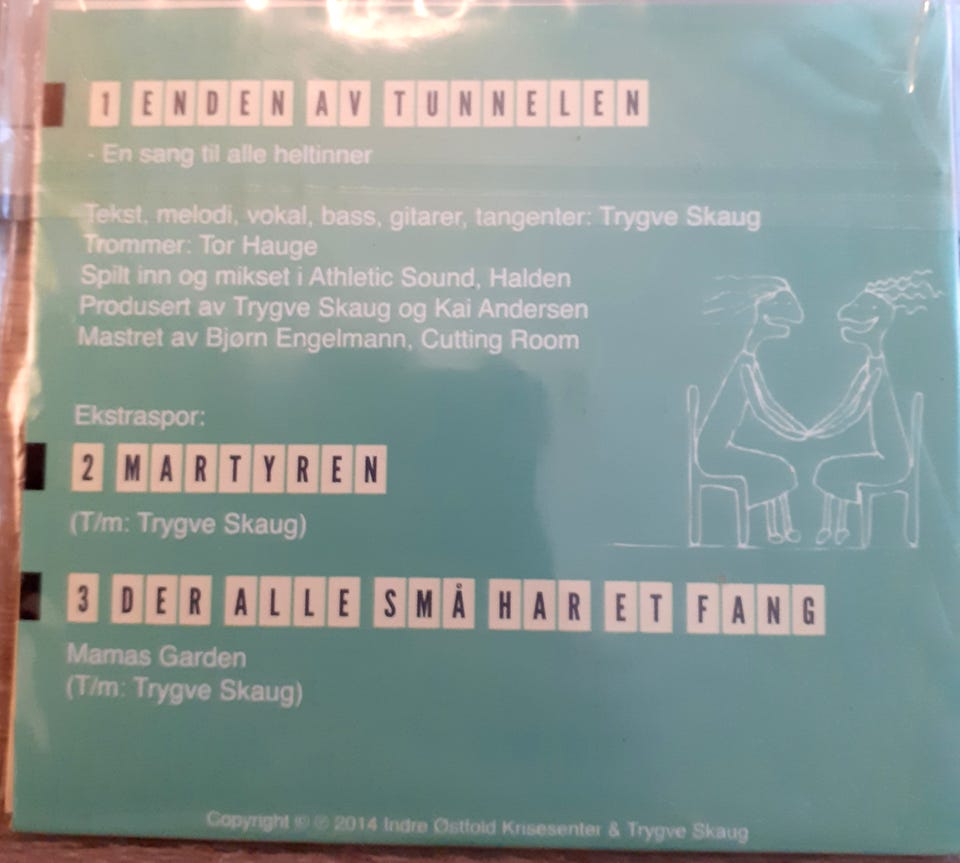 1 ENDEN AV TUNNELEN
- En sang til alle heltinner
Tekst, melodi, vokal, bass, gitarer, tangenter: Trygve Skaug
Trommer: Tor Hauge
Spilt inn og mikset i Athletic Sound, Halden
Produsert av Trygve Skaug og Kai Andersen
Mastret av Bjørn Engelmann, Cutting Room
Ekstraspor:
2 MARTYREN
(T/m: Trygve Skaug)
3 DER ALLE SMÅ HAR ET FANG
Mamas Garden
(T/m: Trygve Skaug)
Copyright © ℗ 2014 Indre Østfold Krisesenter & Trygve Skaug